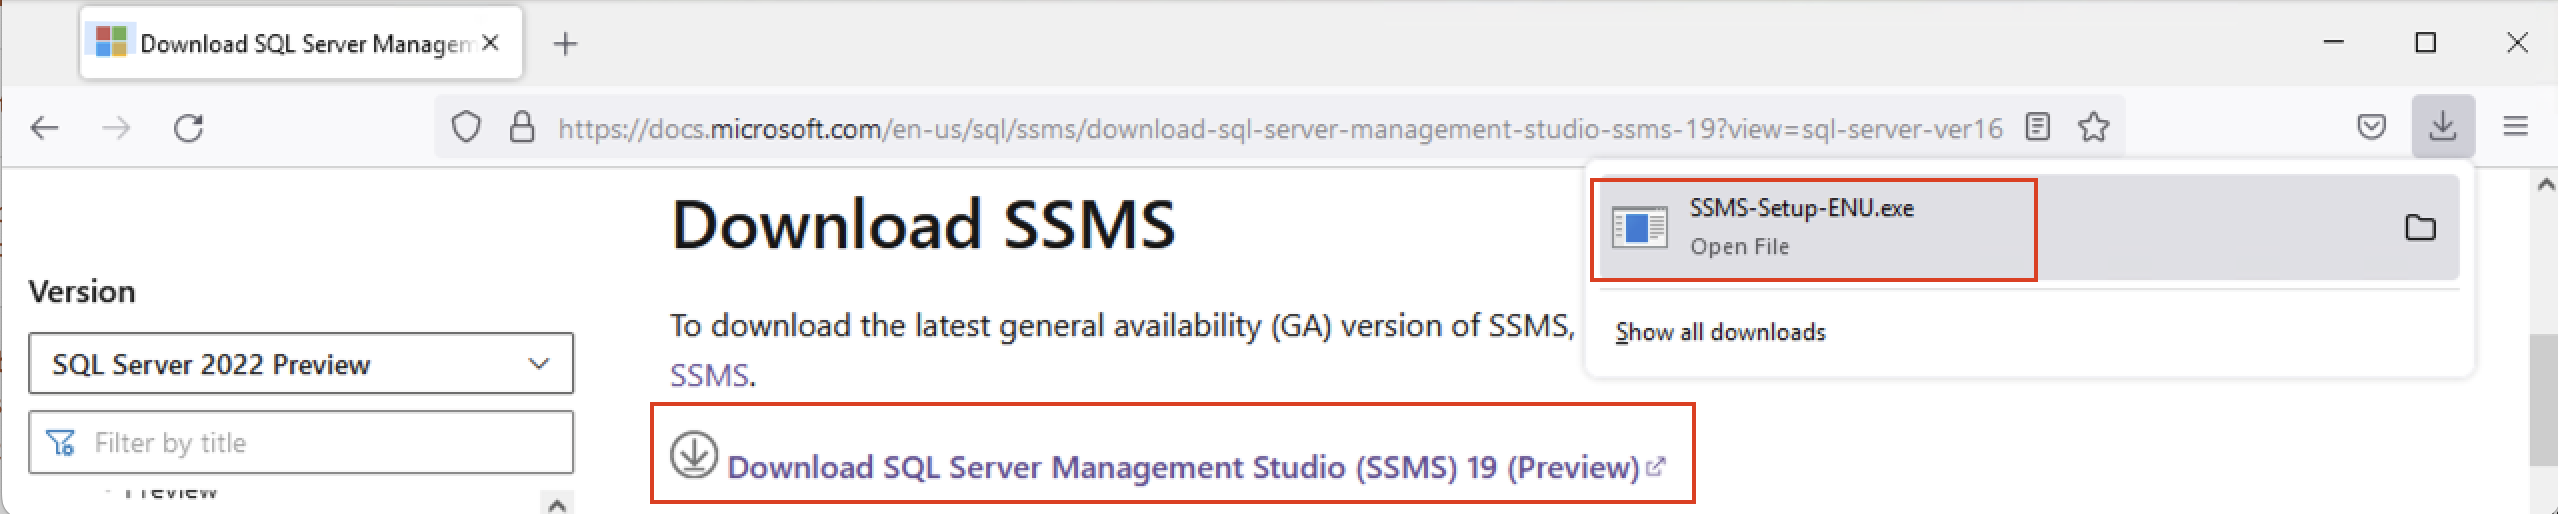 Download SQL Server Managem
https://docs.microsoft.com/en-us/sql/ssms/download-sql-server-management-studio-ssms-19?view=sql-server-ver16
SSMS-Setup-ENU.exe
Open File
Show all downloads
Version
SQL Server 2022 Preview
Filter by title
Preview
Download SSMS
To download the latest general availability (GA) version of SSMS,
SSMS.
Download SQL Server Management Studio (SSMS) 19 (Preview)